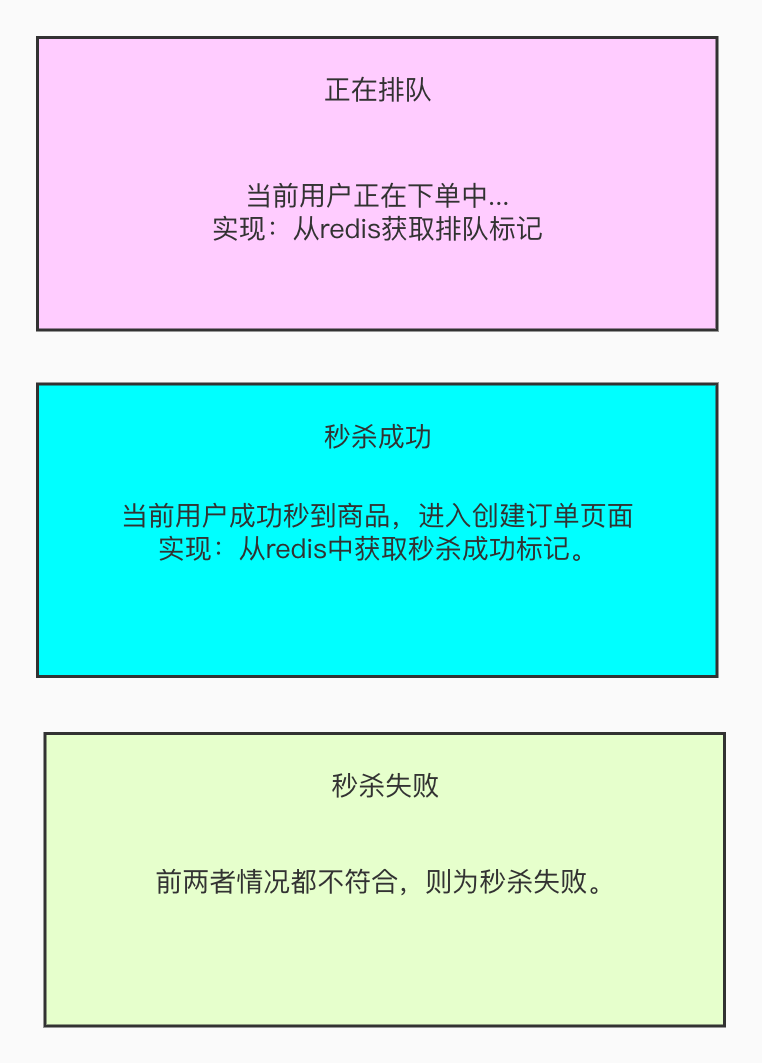 正在排队
当前用户正在下单中...
实现：从redis获取排队标记
秒杀成功
当前用户成功秒到商品，进入创建订单页面
实现：从redis中获取秒杀成功标记。
秒杀失败
前两者情况都不符合，则为秒杀失败。